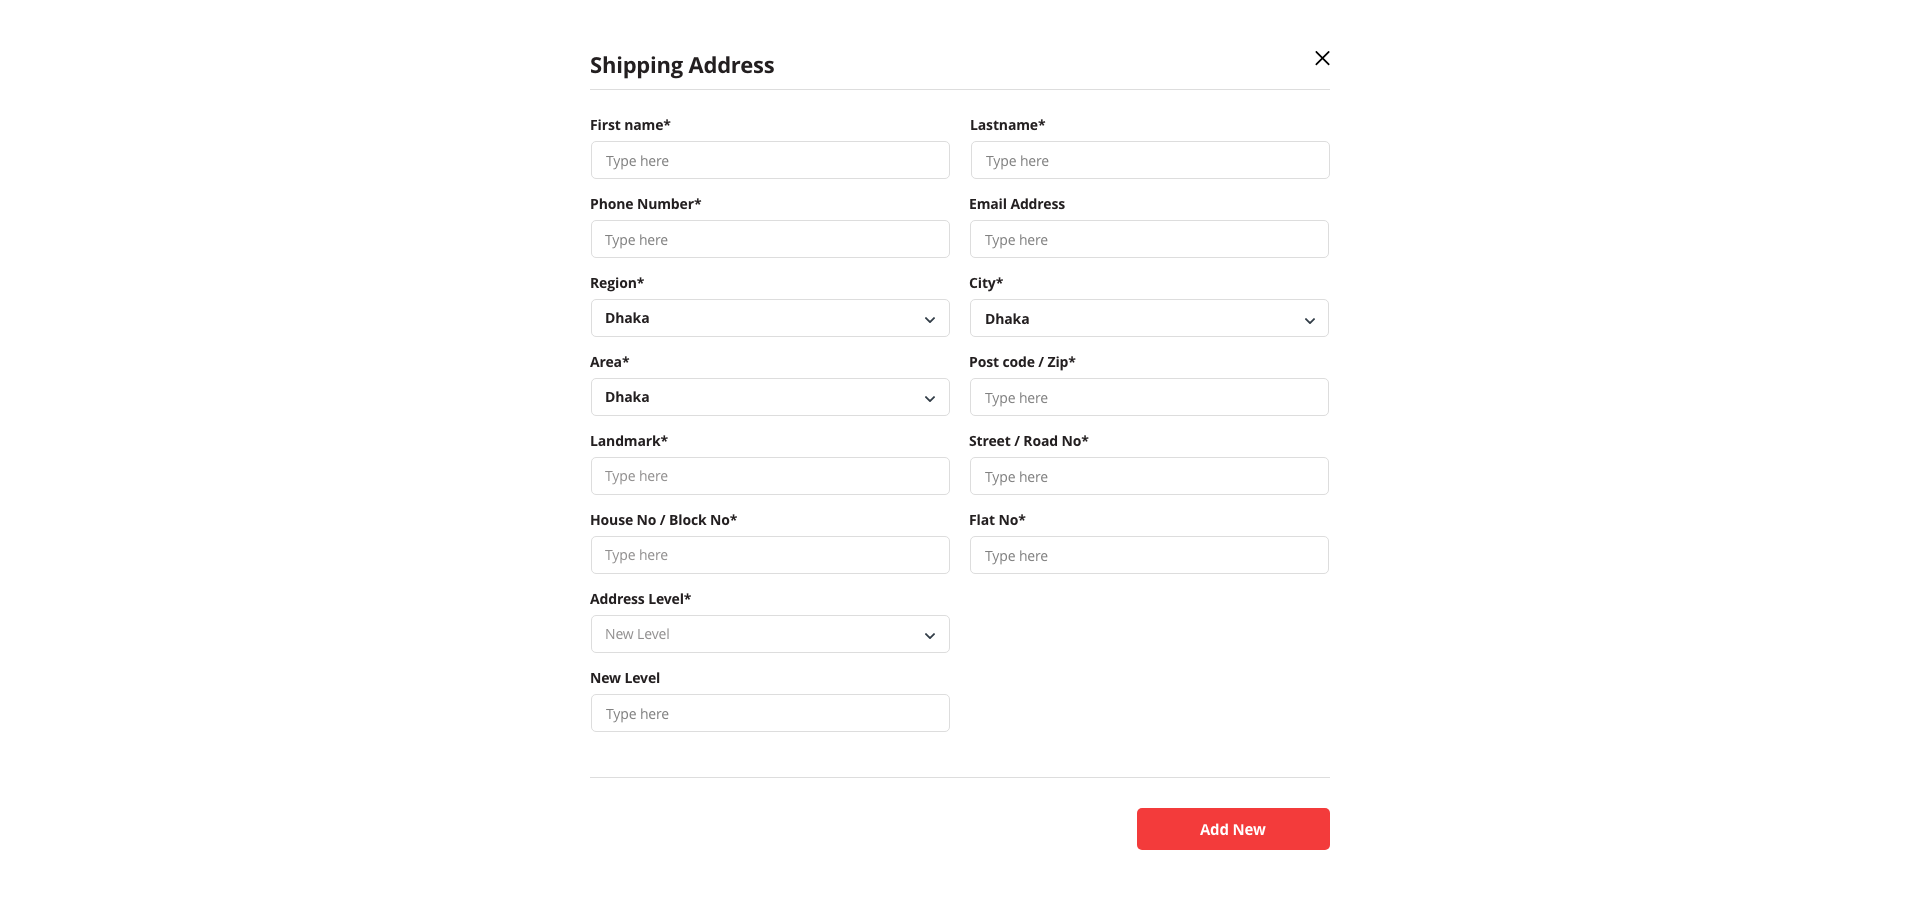 Shipping Address
First name*
Lastname*
Type here
Type here
Phone Number*
Email Address
Type here
Type here
Region*
City*
Dhaka
Dhaka
Area*
Post code / Zip*
Dhaka
Type here
Landmark*
Street / Road No*
Type here
Type here
House No / Block No*
Flat No*
Type here
Type here
Address Level*
New Level
New Level
Type here
Add New